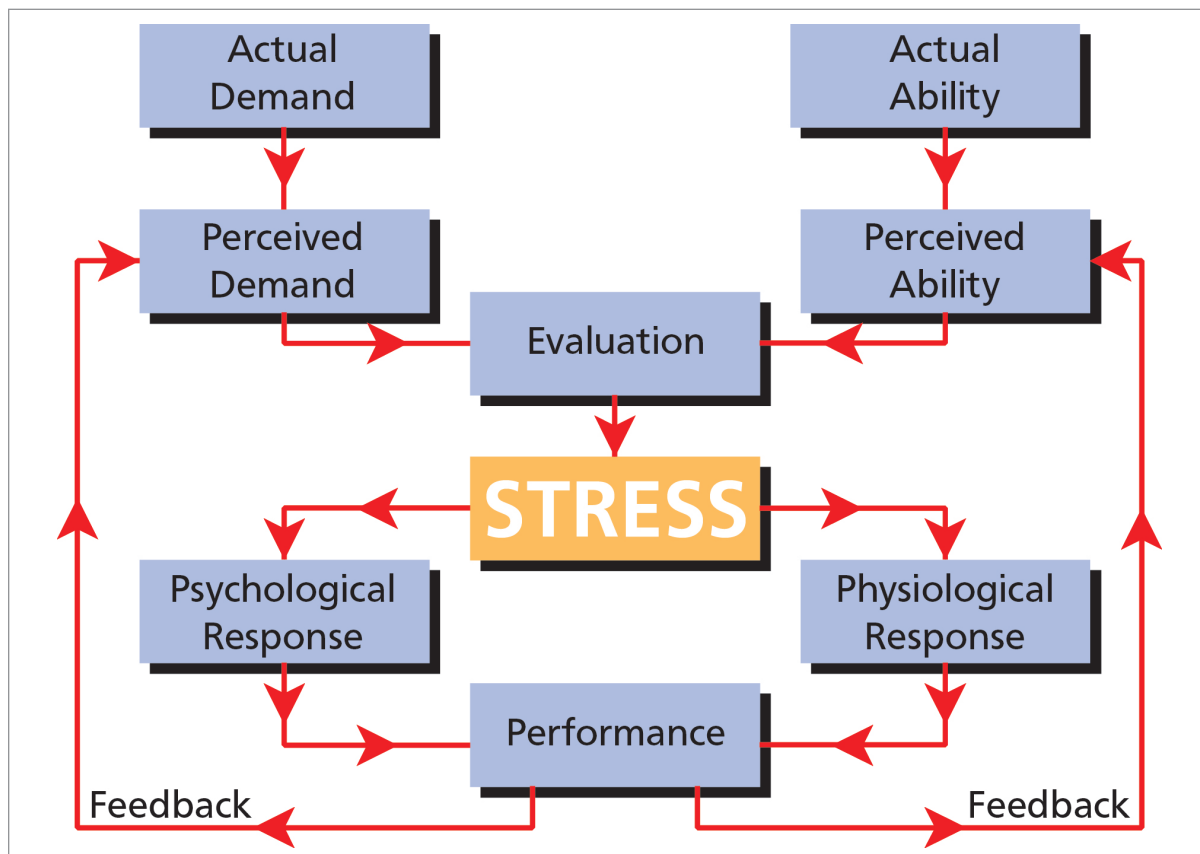 Actual
Demand
Actual
Ability
Perceived
Demand
Perceived
Ability
Evaluation
STRESS
Psychological
Response
Physiological
Response
Performance
Feedback
Feedback